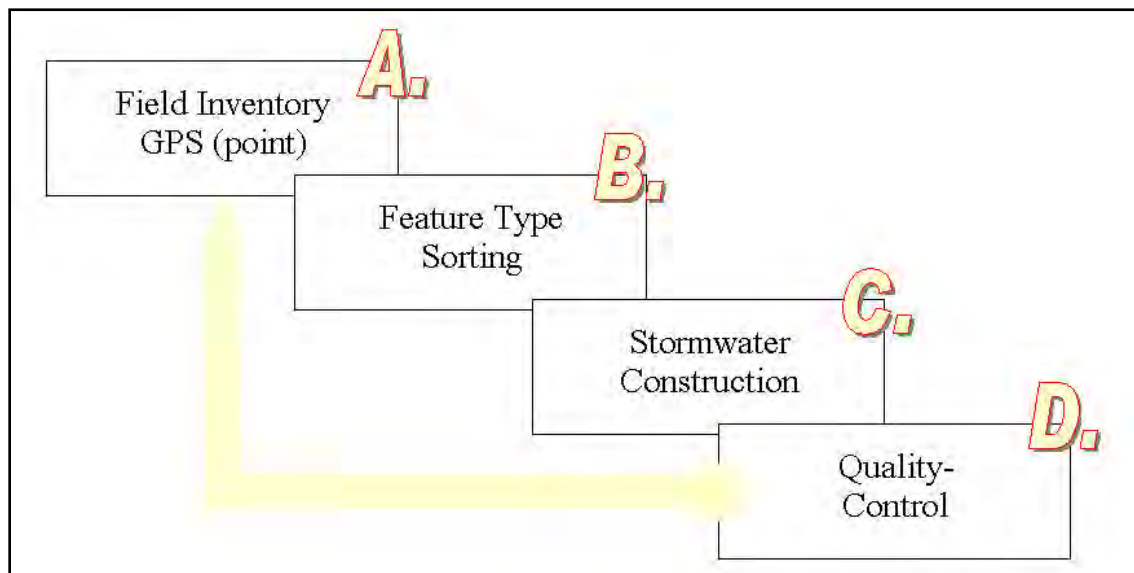 A.
Field Inventory
GPS (point)
B.
Feature Type
Sorting
C.
Stormwater
Construction
D.
Quality-
Control